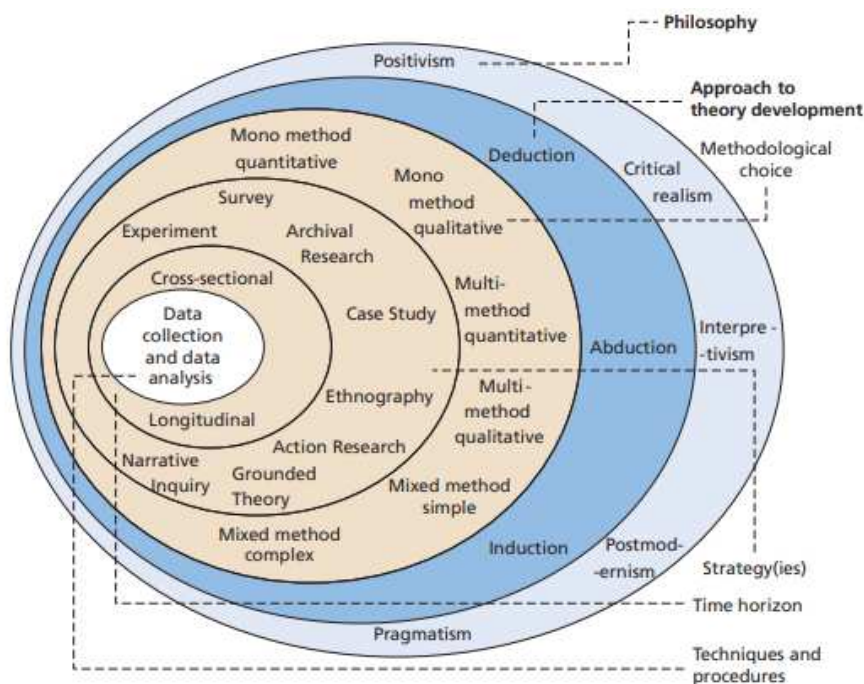 Philosophy
Positivism
Approach to
theory development
Mono method
quantitative
Deduction
Methodological
choice
Critical
realism
Mono
method
qualitative
Survey
Experiment
Archival
Research
Cross-sectional
Multi-
method
quantitative
Data
collection
and data
analysis
Case Study
Abduction
Interpre -
-tivism
Ethnography
Multi-
method
qualitative
Longitudinal
Action Research
Narrative
Inquiry
Grounded
Theory
Mixed method
simple
Mixed method
complex
Induction
Postmod-
-ernism
Strategy(ies)
Time horizon
Pragmatism
Techniques and
procedures